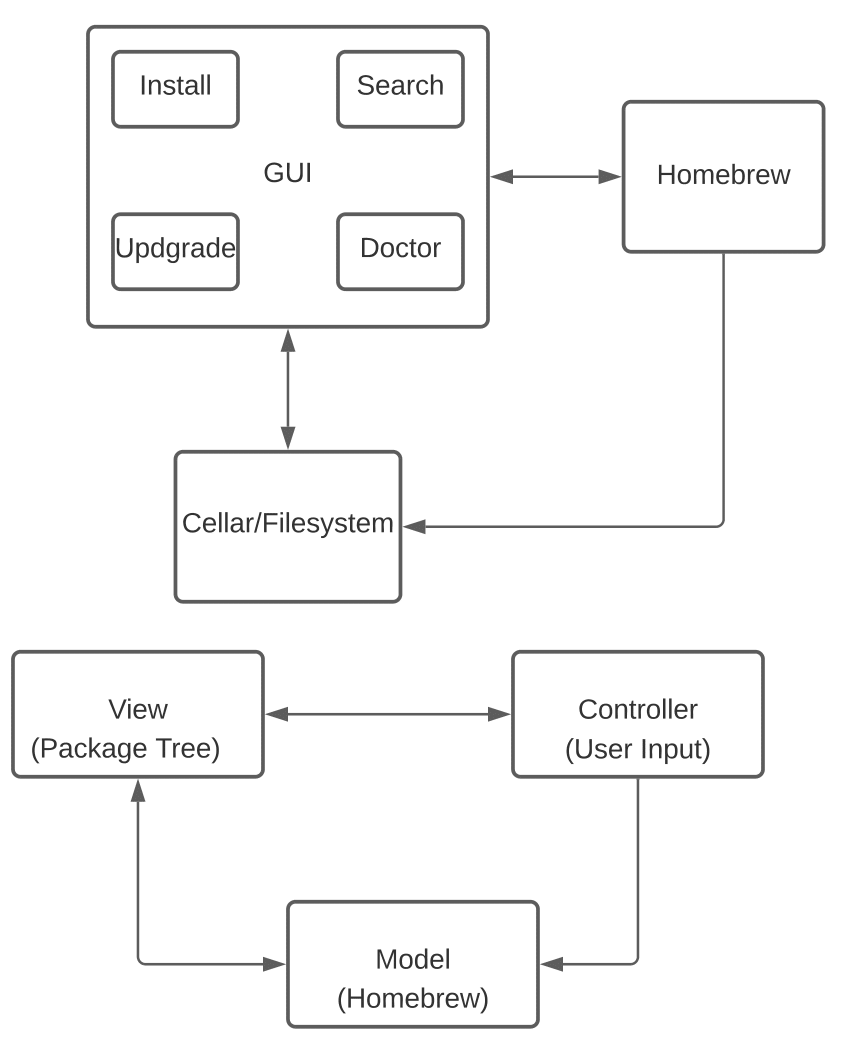 Install
Search
GUI
Updgrade
Doctor
Homebrew
Cellar/Filesystem
View
(Package Tree)
Controller
(User Input)
Model
(Homebrew)